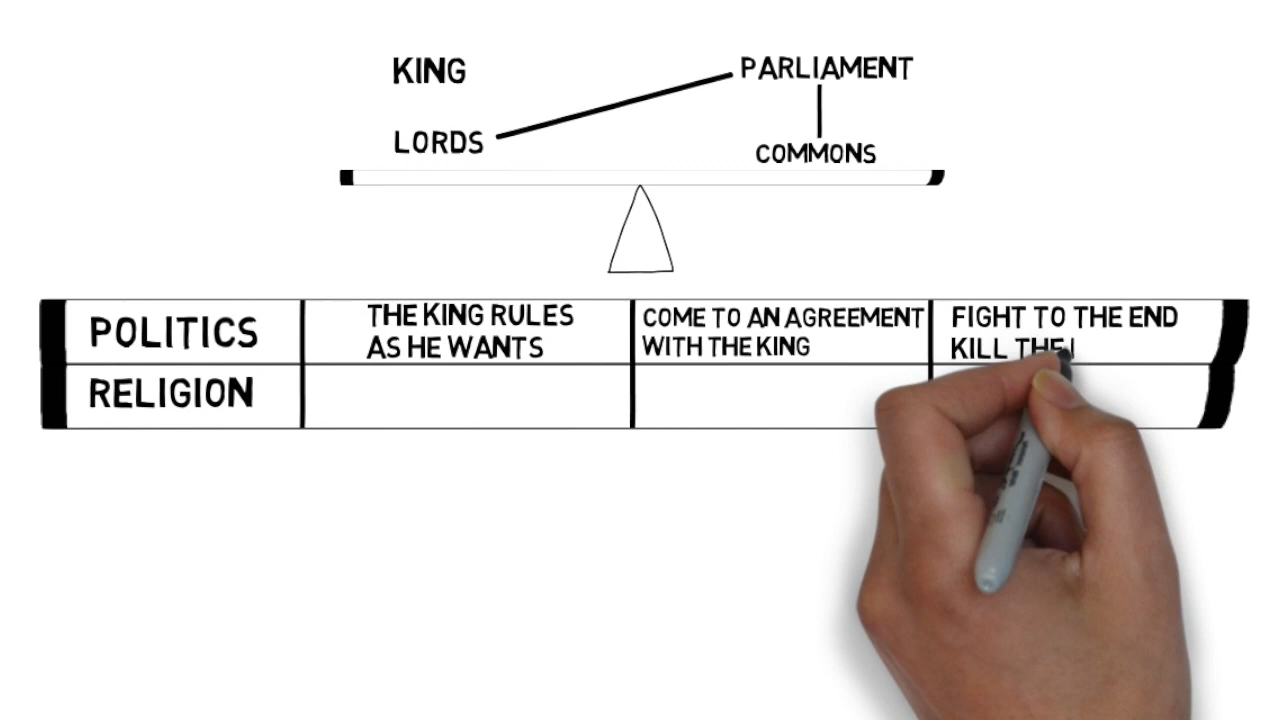 KING
PARLIAMENT
LORDS
COMMONS
POLITICS
THE KING RULES
AS HE WANTS
COME TO AN AGREEMENT
WITH THE KING
FIGHT TO THE END
KILL THE
RELIGION